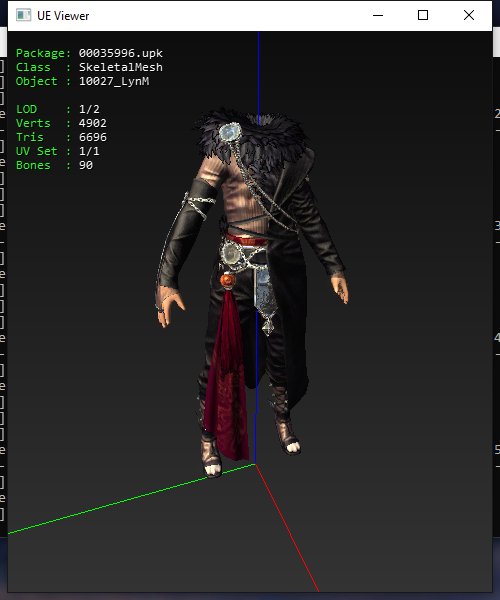 UE Viewer
Package: 00035996.upk
Class : SkeletalMesh
Object : 10027_LynM
LOD : 1/2
Verts : 4902
Tris : 6696
UV Set : 1/1
Bones : 90